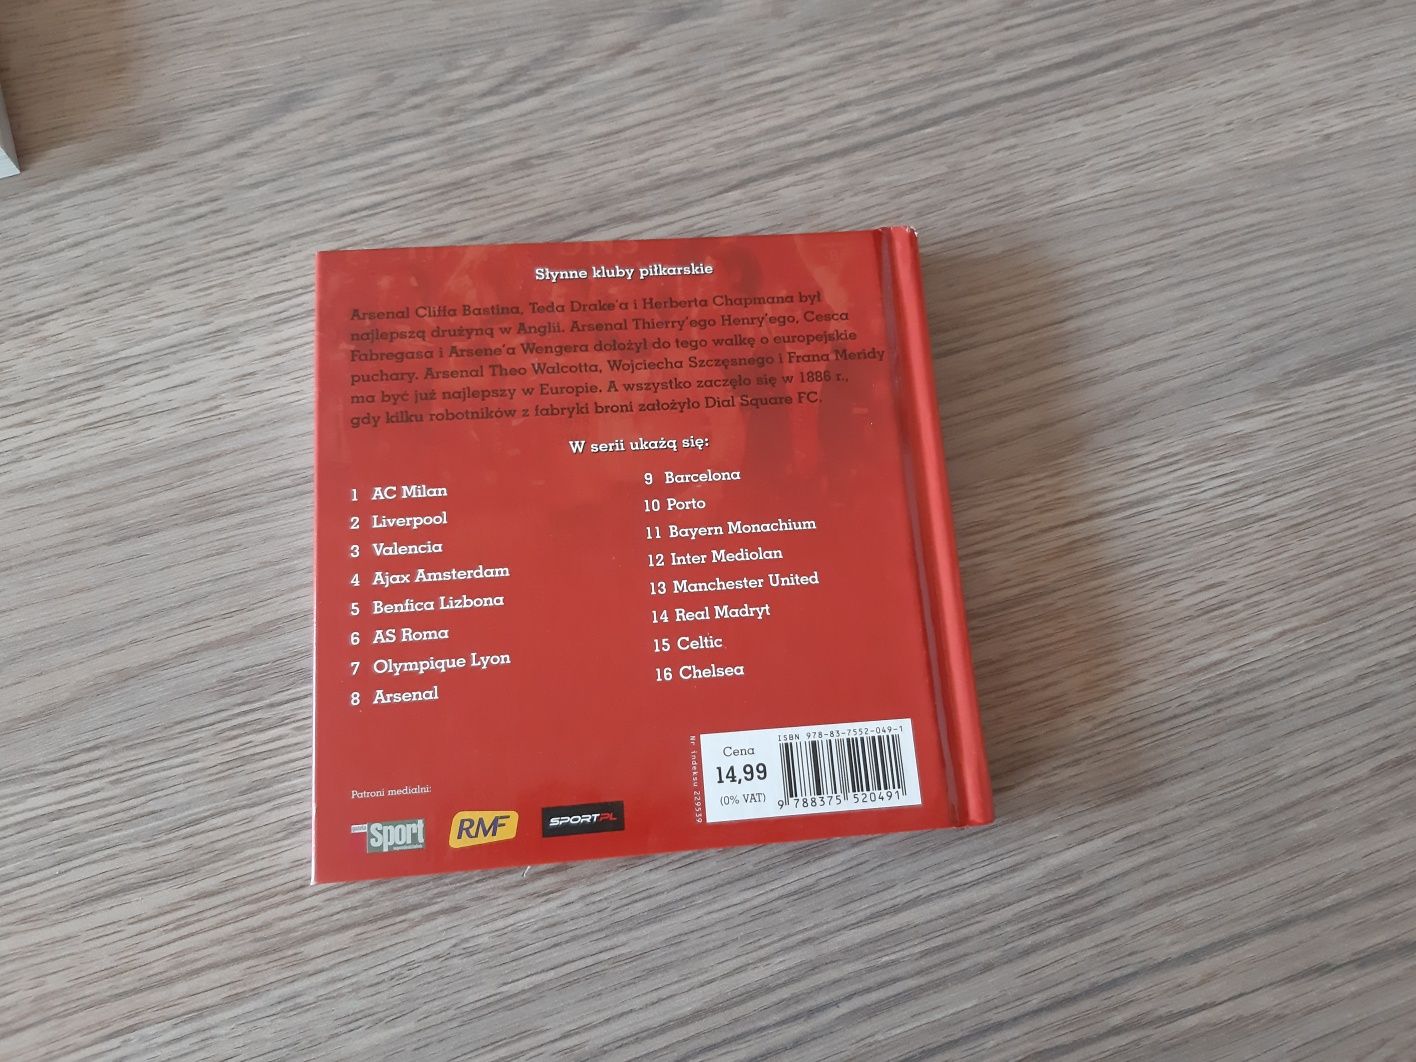 Słynne kluby piłkarskie
Arsenal Cliffa Bastina, Teda Drake'a i Herberta Chapmana był
najlepszą drużyną w Anglii. Arsenal Thierry'ego Henry'ego, Cesca
Fabregasa i Arsene'a Wengera dołożył do tego walkę o europejskie
puchary. Arsenal Theo Walcotta, Wojciecha Szczęsnego i Frana Meridy
ma być już najlepszy w Europie. A wszystko zaczęło się w 1886 r.,
gdy kilku robotników z fabryki broni założyło Dial Square FC.
W serii ukażą się:
1 AC Milan
2 Liverpool
3 Valencia
4 Ajax Amsterdam
5 Benfica Lizbona
6 AS Roma
7 Olympique Lyon
8 Arsenal
9 Barcelona
10 Porto
11 Bayern Monachium
12 Inter Mediolan
13 Manchester United
14 Real Madryt
15 Celtic
16 Chelsea
Patroni medialni:
Sport
RMF
SPORT.PL
Nr indeksu 229539
Cena
14,99
(0% VAT)
ISBN 978-83-7552-049-1
9 788375 520491